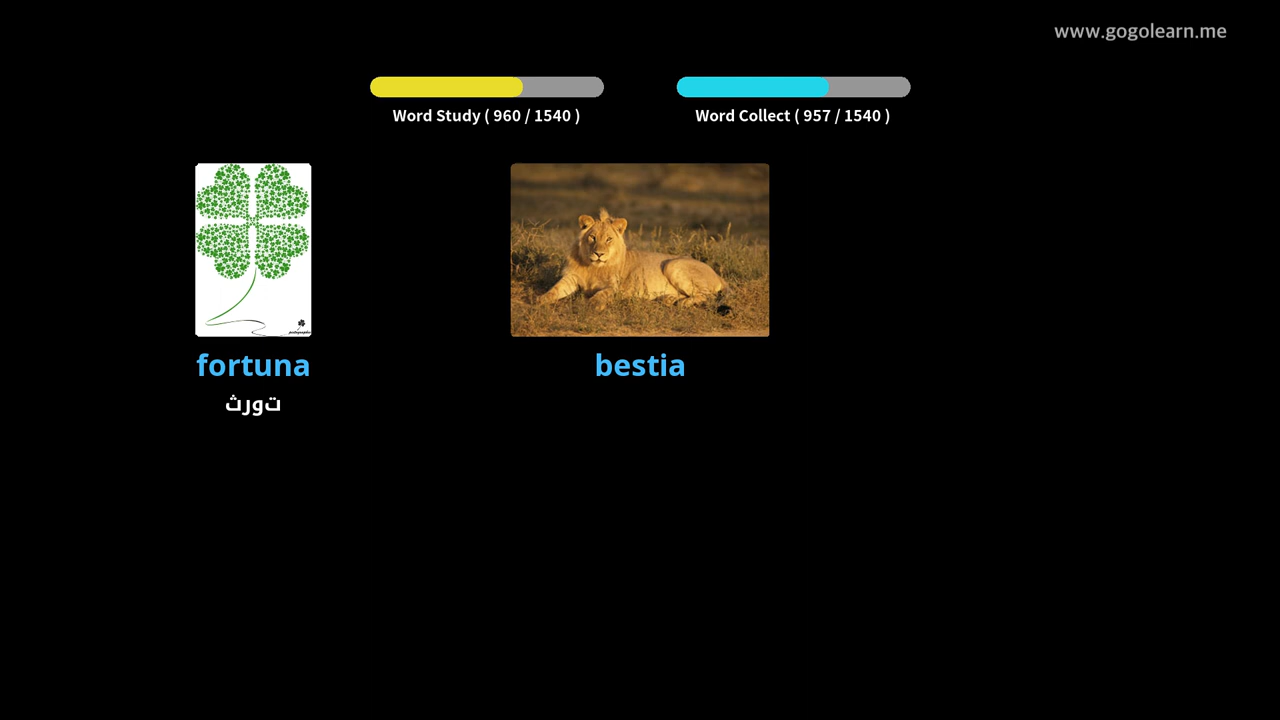 www.gogolearn.me
Word Study ( 960 / 1540 )
Word Collect ( 957 / 1540 )
fortuna
تورث
bestia